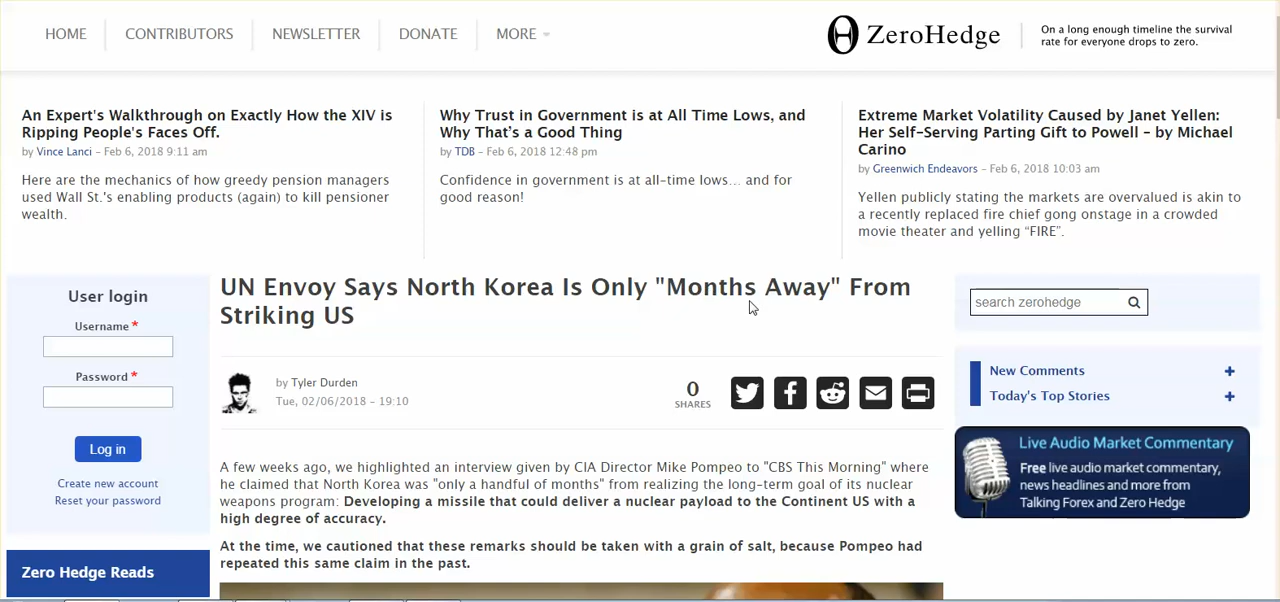 HOME
CONTRIBUTORS
NEWSLETTER
DONATE
MORE
ZeroHedge
On a long enough timeline the survival
rate for everyone drops to zero.
An Expert's Walkthrough on Exactly How the XIV is
Ripping People's Faces Off.
by Vince Lanci - Feb 6, 2018 9:11 am
Here are the mechanics of how greedy pension managers
used Wall St.'s enabling products (again) to kill pensioner
wealth.
Why Trust in Government is at All Time Lows, and
Why That's a Good Thing
by TDB - Feb 6, 2018 12:48 pm
Confidence in government is at all-time lows... and for
good reason!
Extreme Market Volatility Caused by Janet Yellen:
Her Self-Serving Parting Gift to Powell – by Michael
Carino
by Greenwich Endeavors - Feb 6, 2018 10:03 am
Yellen publicly stating the markets are overvalued is akin to
a recently replaced fire chief gong onstage in a crowded
movie theater and yelling “FIRE”.
User login
Username *
Password *
Log in
Create new account
Reset your password
Zero Hedge Reads
UN Envoy Says North Korea Is Only "Months Away" From
Striking US
by Tyler Durden
Tue, 02/06/2018 - 19:10
0
SHARES
A few weeks ago, we highlighted an interview given by CIA Director Mike Pompeo to "CBS This Morning" where
he claimed that North Korea was "only a handful of months" from realizing the long-term goal of its nuclear
weapons program: Developing a missile that could deliver a nuclear payload to the Continent US with a
high degree of accuracy.
At the time, we cautioned that these remarks should be taken with a grain of salt, because Pompeo had
repeated this same claim in the past.
search zerohedge
New Comments +
Today's Top Stories +
Live Audio Market Commentary
Free live audio market commentary,
news headlines and more from
Talking Forex and Zero Hedge